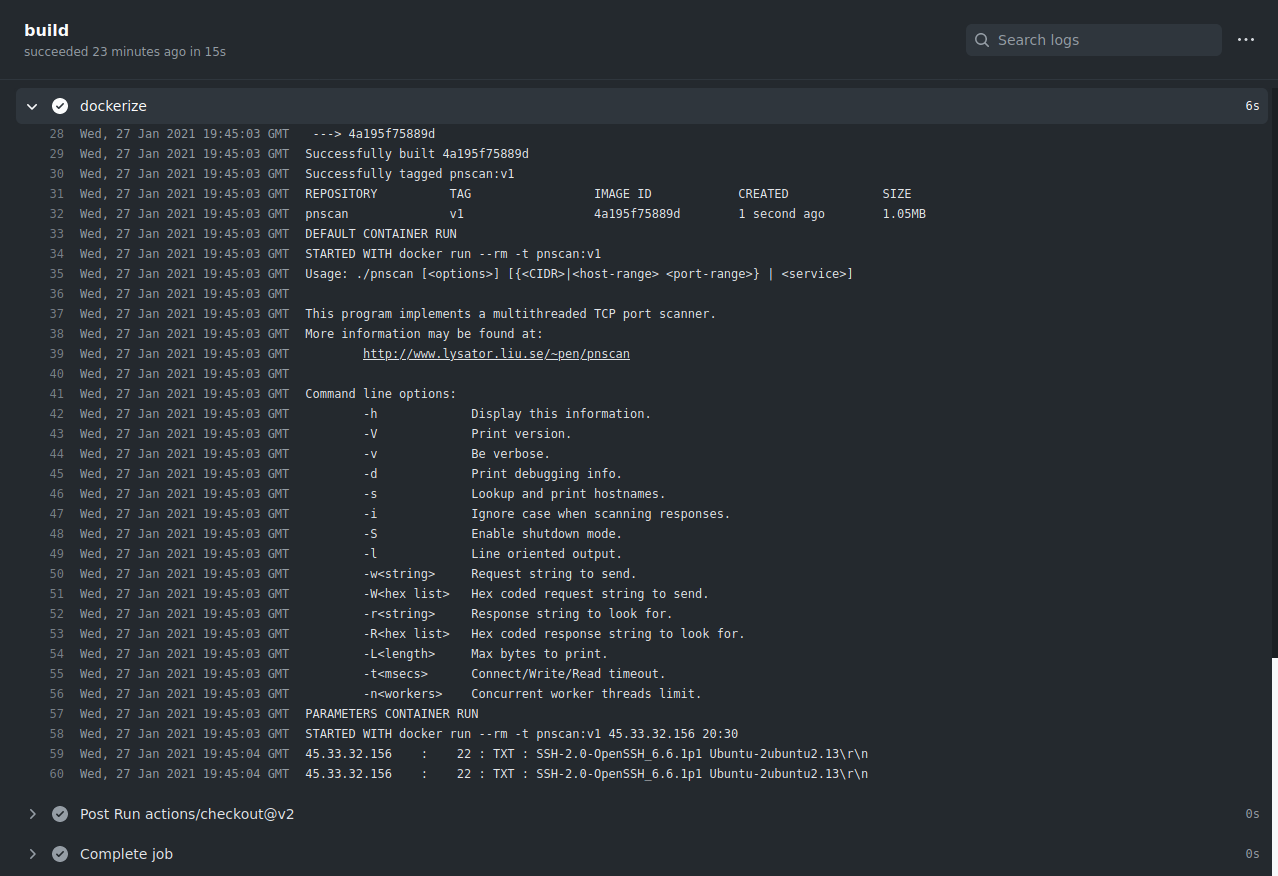 build
succeeded 23 minutes ago in 15s
Search logs
dockerize 6s
28 Wed, 27 Jan 2021 19:45:03 GMT ---> 4a195f75889d
29 Wed, 27 Jan 2021 19:45:03 GMT Successfully built 4a195f75889d
30 Wed, 27 Jan 2021 19:45:03 GMT Successfully tagged pnscan:v1
31 Wed, 27 Jan 2021 19:45:03 GMT REPOSITORY TAG IMAGE ID CREATED SIZE
32 Wed, 27 Jan 2021 19:45:03 GMT pnscan v1 4a195f75889d 1 second ago 1.05MB
33 Wed, 27 Jan 2021 19:45:03 GMT DEFAULT CONTAINER RUN
34 Wed, 27 Jan 2021 19:45:03 GMT STARTED WITH docker run --rm -t pnscan:v1
35 Wed, 27 Jan 2021 19:45:03 GMT Usage: ./pnscan [<options>] [{<CIDR>|<host-range> <port-range>} | <service>]
36 Wed, 27 Jan 2021 19:45:03 GMT
37 Wed, 27 Jan 2021 19:45:03 GMT This program implements a multithreaded TCP port scanner.
38 Wed, 27 Jan 2021 19:45:03 GMT More information may be found at:
39 Wed, 27 Jan 2021 19:45:03 GMT http://www.lysator.liu.se/~pen/pnscan
40 Wed, 27 Jan 2021 19:45:03 GMT
41 Wed, 27 Jan 2021 19:45:03 GMT Command line options:
42 Wed, 27 Jan 2021 19:45:03 GMT -h Display this information.
43 Wed, 27 Jan 2021 19:45:03 GMT -V Print version.
44 Wed, 27 Jan 2021 19:45:03 GMT -v Be verbose.
45 Wed, 27 Jan 2021 19:45:03 GMT -d Print debugging info.
46 Wed, 27 Jan 2021 19:45:03 GMT -s Lookup and print hostnames.
47 Wed, 27 Jan 2021 19:45:03 GMT -i Ignore case when scanning responses.
48 Wed, 27 Jan 2021 19:45:03 GMT -S Enable shutdown mode.
49 Wed, 27 Jan 2021 19:45:03 GMT -l Line oriented output.
50 Wed, 27 Jan 2021 19:45:03 GMT -w<string> Request string to send.
51 Wed, 27 Jan 2021 19:45:03 GMT -W<hex list> Hex coded request string to send.
52 Wed, 27 Jan 2021 19:45:03 GMT -r<string> Response string to look for.
53 Wed, 27 Jan 2021 19:45:03 GMT -R<hex list> Hex coded response string to look for.
54 Wed, 27 Jan 2021 19:45:03 GMT -L<length> Max bytes to print.
55 Wed, 27 Jan 2021 19:45:03 GMT -t<msecs> Connect/Write/Read timeout.
56 Wed, 27 Jan 2021 19:45:03 GMT -n<workers> Concurrent worker threads limit.
57 Wed, 27 Jan 2021 19:45:03 GMT PARAMETERS CONTAINER RUN
58 Wed, 27 Jan 2021 19:45:03 GMT STARTED WITH docker run --rm -t pnscan:v1 45.33.32.156 20:30
59 Wed, 27 Jan 2021 19:45:04 GMT 45.33.32.156 : 22 : TXT : SSH-2.0-OpenSSH_6.6.1p1 Ubuntu-2ubuntu2.13\r\n
60 Wed, 27 Jan 2021 19:45:04 GMT 45.33.32.156 : 22 : TXT : SSH-2.0-OpenSSH_6.6.1p1 Ubuntu-2ubuntu2.13\r\n
Post Run actions/checkout@v2 0s
Complete job 0s